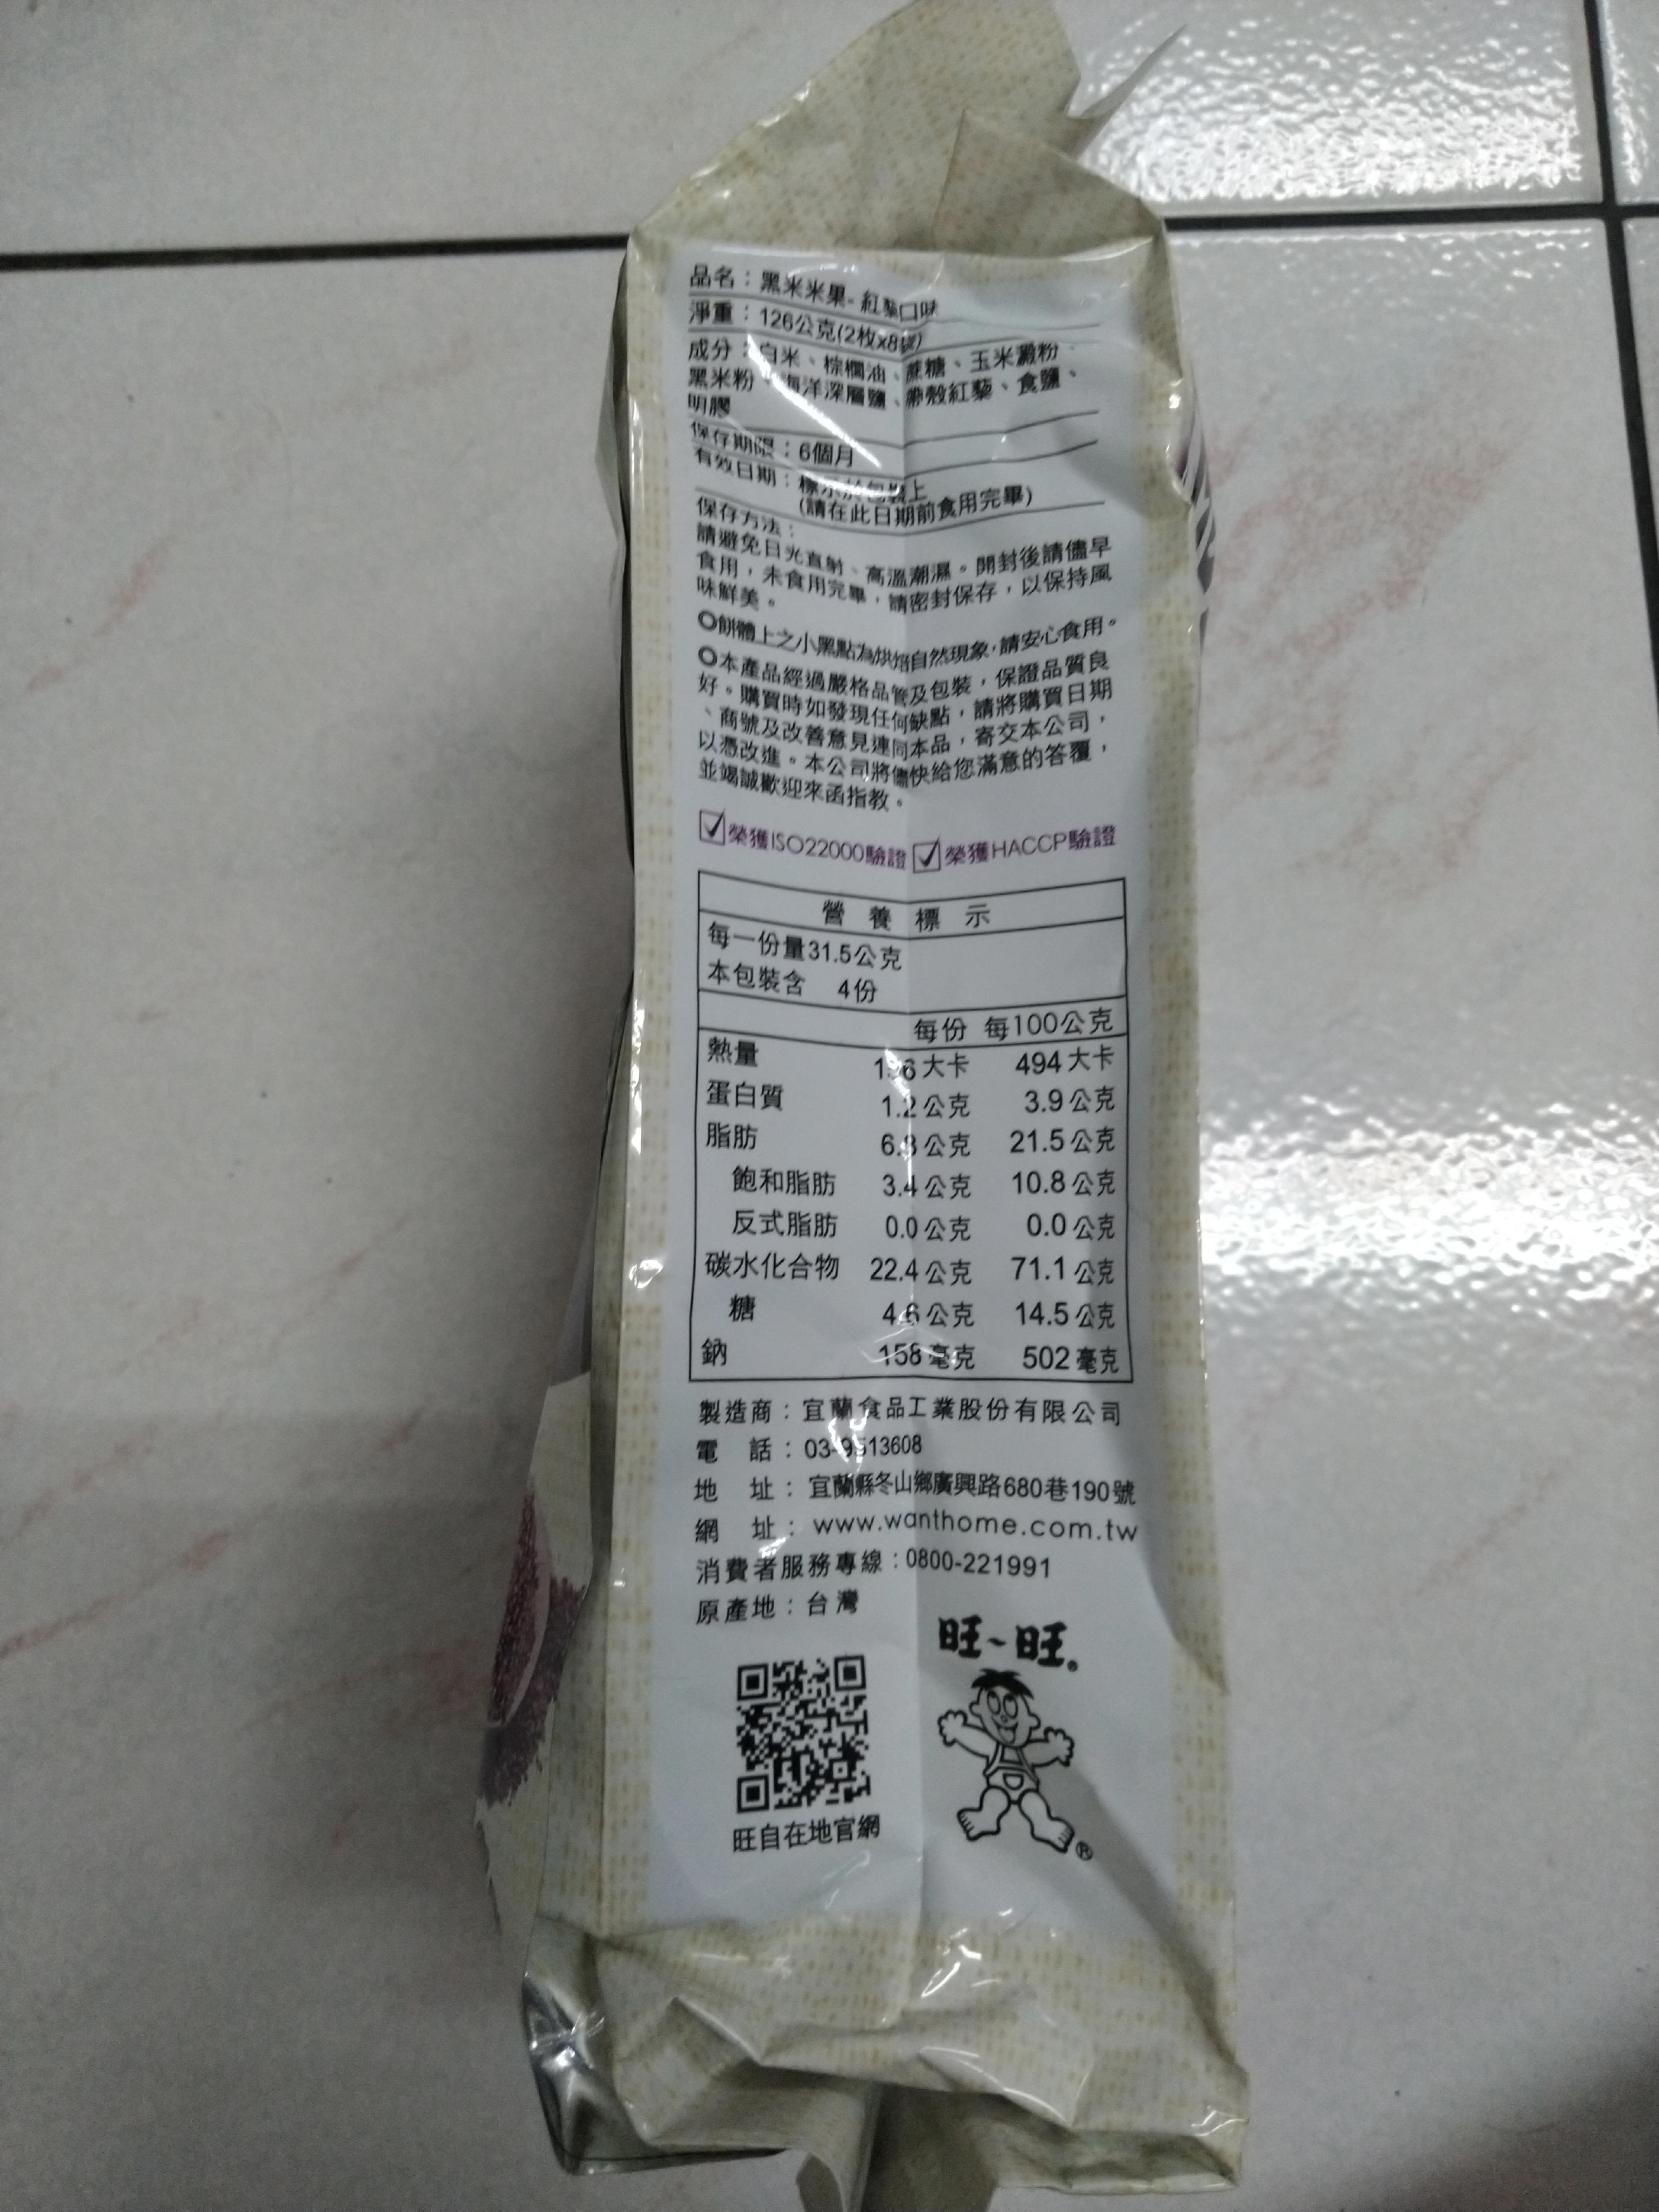 品名：黑米米果-紅藜口味
淨重：126公克(2枚x8袋)
成分：白米、棕櫚油、蔗糖、玉米澱粉
黑米粉、海洋深層鹽、帶殼紅藜、食鹽、
明膠
保存期限：6個月
有效日期：標示於包裝上
(請在此日期前食用完畢)
保存方法：
請避免日光直射、高溫潮濕。開封後請儘早
食用，未食用完畢，請密封保存，以保持風
味鮮美。
○餅體上之小黑點為烘焙自然現象,請安心食用。
○本產品經過嚴格品管及包裝，保證品質良
好。購買時如發現任何缺點，請將購買日期
、商號及改善意見連同本品，寄交本公司，
以憑改進。本公司將儘快給您滿意的答覆，
並竭誠歡迎來函指教。
☑榮獲ISO22000驗證 ☑榮獲HACCP驗證
營養標示
每一份量31.5公克
本包裝含 4份
每份 每100公克
熱量 大卡 494大卡
蛋白質 1.2公克 3.9公克
脂肪 6.8公克 21.5公克
飽和脂肪 3.4公克 10.8公克
反式脂肪 0.0公克 0.0公克
碳水化合物 22.4公克 71.1公克
糖 4.6公克 14.5公克
鈉 158毫克 502毫克
製造商：宜蘭食品工業股份有限公司
電話：
地址：宜蘭縣冬山鄉廣興路680巷190號
網址：www.wanthome.com.tw
消費者服務專線：0800-221991
原產地：台灣
旺~旺®
旺自在地官網
®